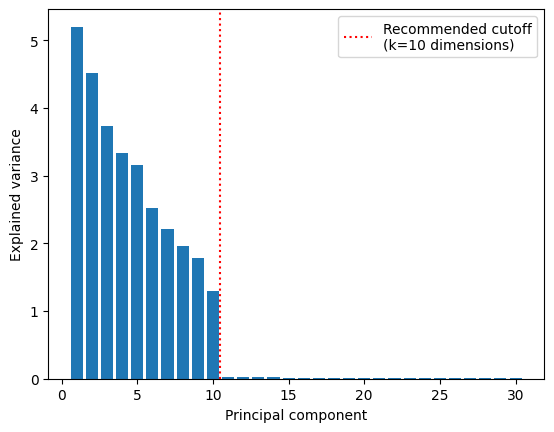 Recommended cutoff
(k=10 dimensions)
Explained variance
5
4
3
2
1
0
0 5 10 15 20 25 30
Principal component